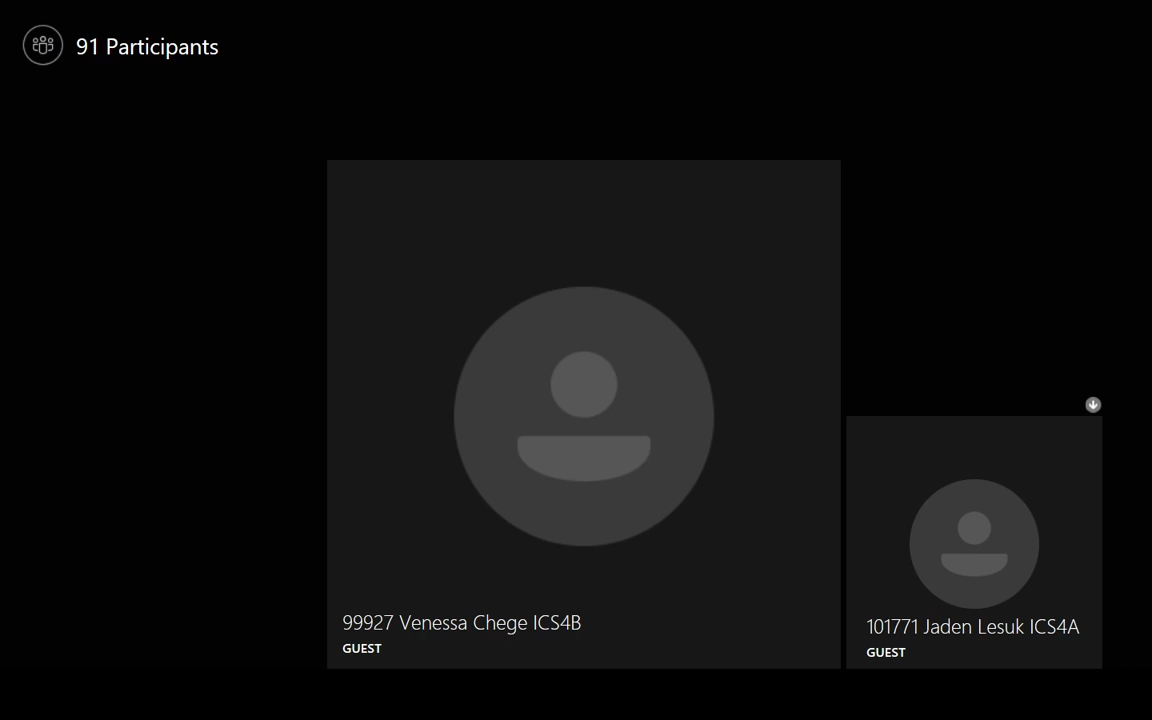 91 Participants
99927 Venessa Chege ICS4B
GUEST
101771 Jaden Lesuk ICS4A
GUEST